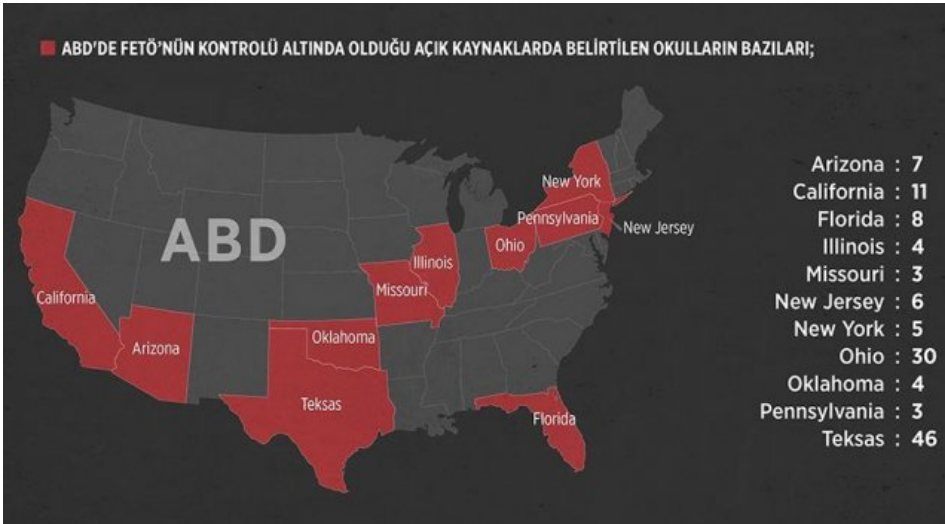 ABD'DE FETÖ'NÜN KONTROLÜ ALTINDA OLDUĞU AÇIK KAYNAKLARDA BELİRTİLEN OKULLARIN BAZILARI;
ABD
California
Arizona
Teksas
Oklahoma
Missouri
Illinois
Ohio
Pennsylvania
New York
New Jersey
Florida
Arizona : 7
California : 11
Florida : 8
Illinois : 4
Missouri : 3
New Jersey : 6
New York : 5
Ohio : 30
Oklahoma : 4
Pennsylvania : 3
Teksas : 46